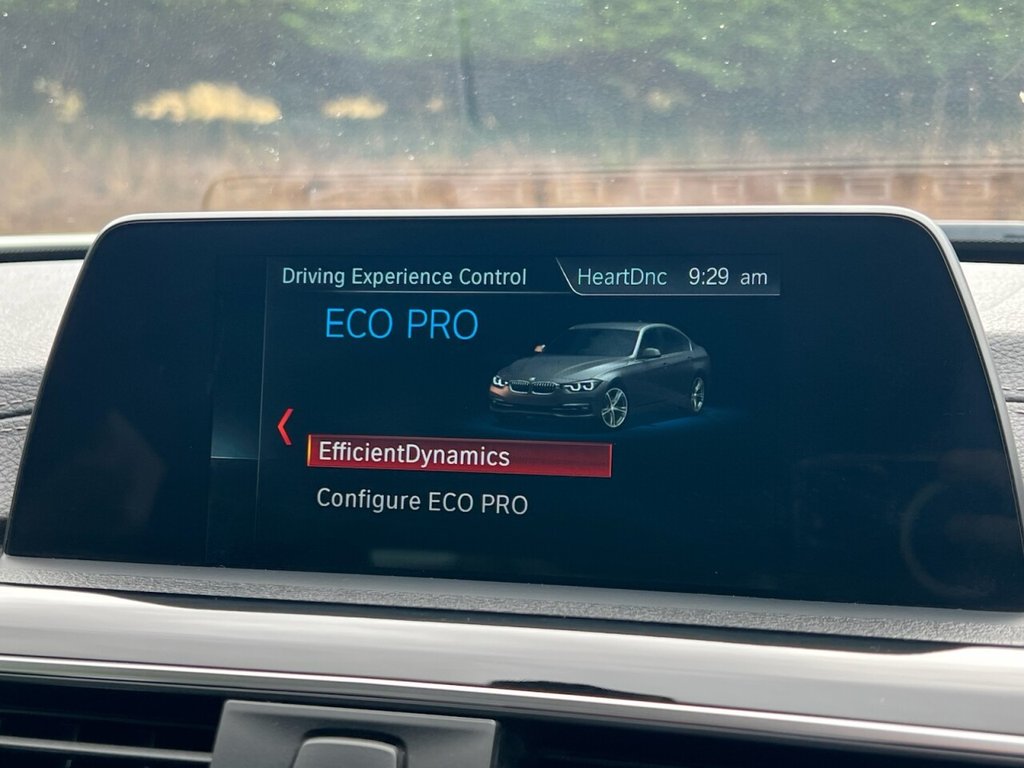 Driving Experience Control
HeartDnc 9:29 am
ECO PRO
EfficientDynamics
Configure ECO PRO